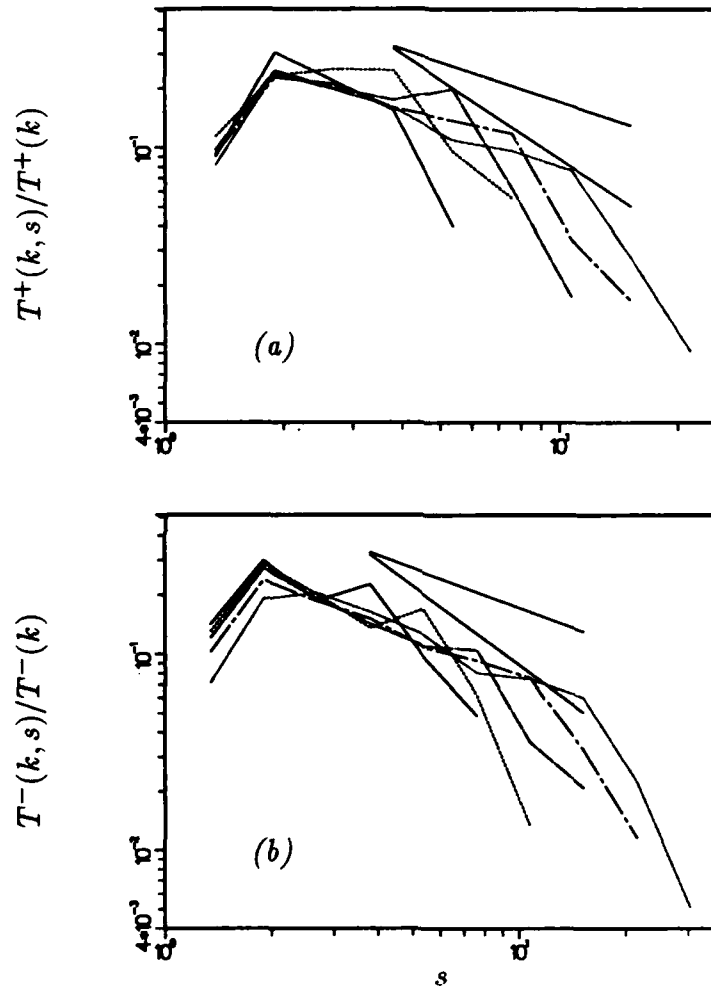 T⁺(k, s)/T⁺(k)
10⁻¹
10⁻²
4×10⁻³
10⁰
10¹
(a)
T⁻(k, s)/T⁻(k)
10⁻¹
10⁻²
4×10⁻³
10⁰
10¹
(b)
s